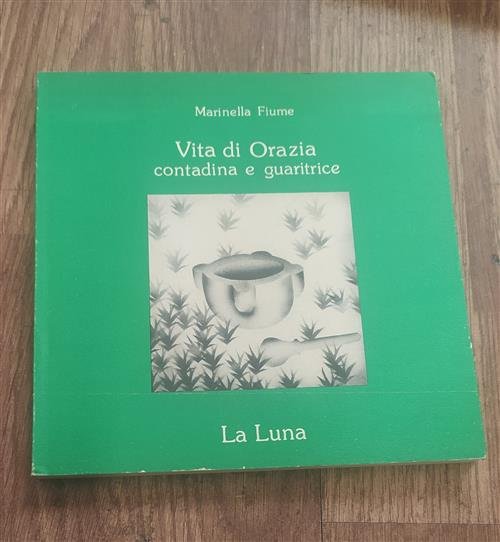 Marinella Fiume
Vita di Orazia
contadina e guaritrice
La Luna